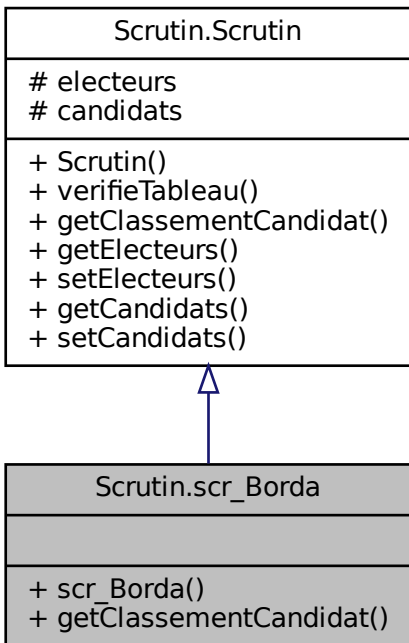 Scrutin.Scrutin
# electeurs
# candidats
+ Scrutin()
+ verifieTableau()
+ getClassementCandidat()
+ getElecteurs()
+ setElecteurs()
+ getCandidats()
+ setCandidats()
Scrutin.scr_Borda
+ scr_Borda()
+ getClassementCandidat()